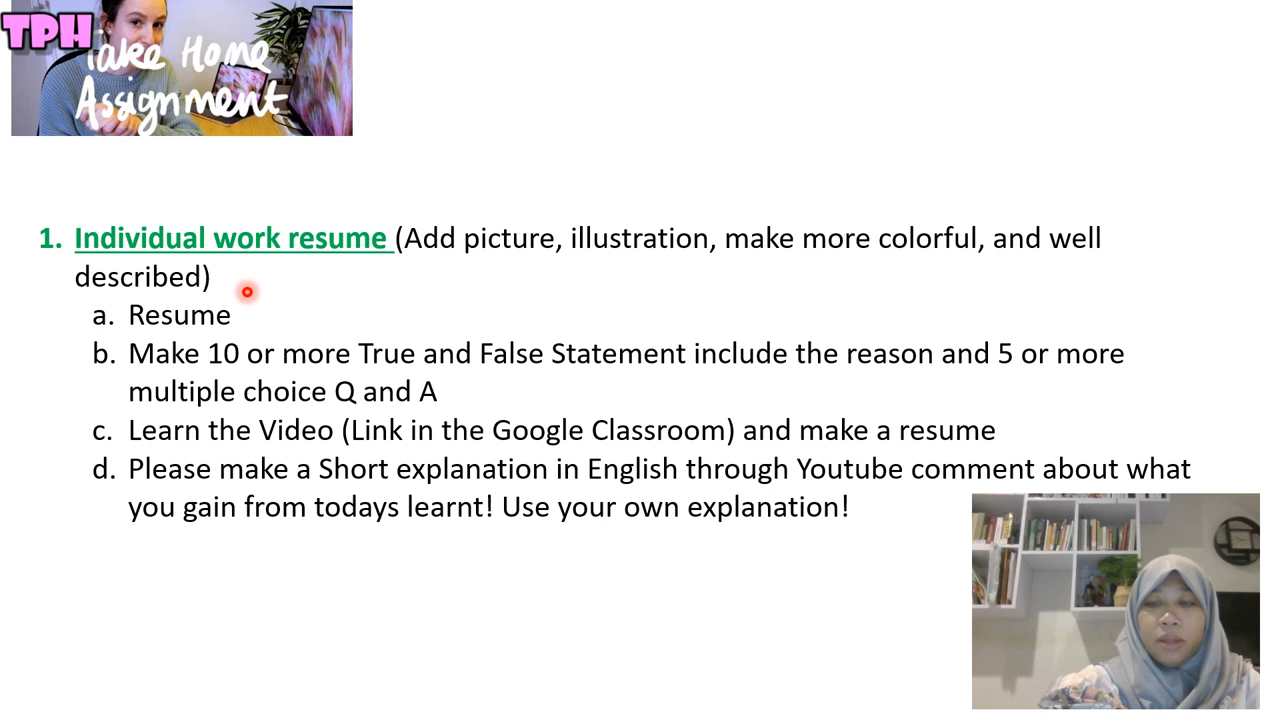 TPH
Take Home
Assignment
1. Individual work resume (Add picture, illustration, make more colorful, and well
described)
a. Resume
b. Make 10 or more True and False Statement include the reason and 5 or more
multiple choice Q and A
c. Learn the Video (Link in the Google Classroom) and make a resume
d. Please make a Short explanation in English through Youtube comment about what
you gain from todays learnt! Use your own explanation!